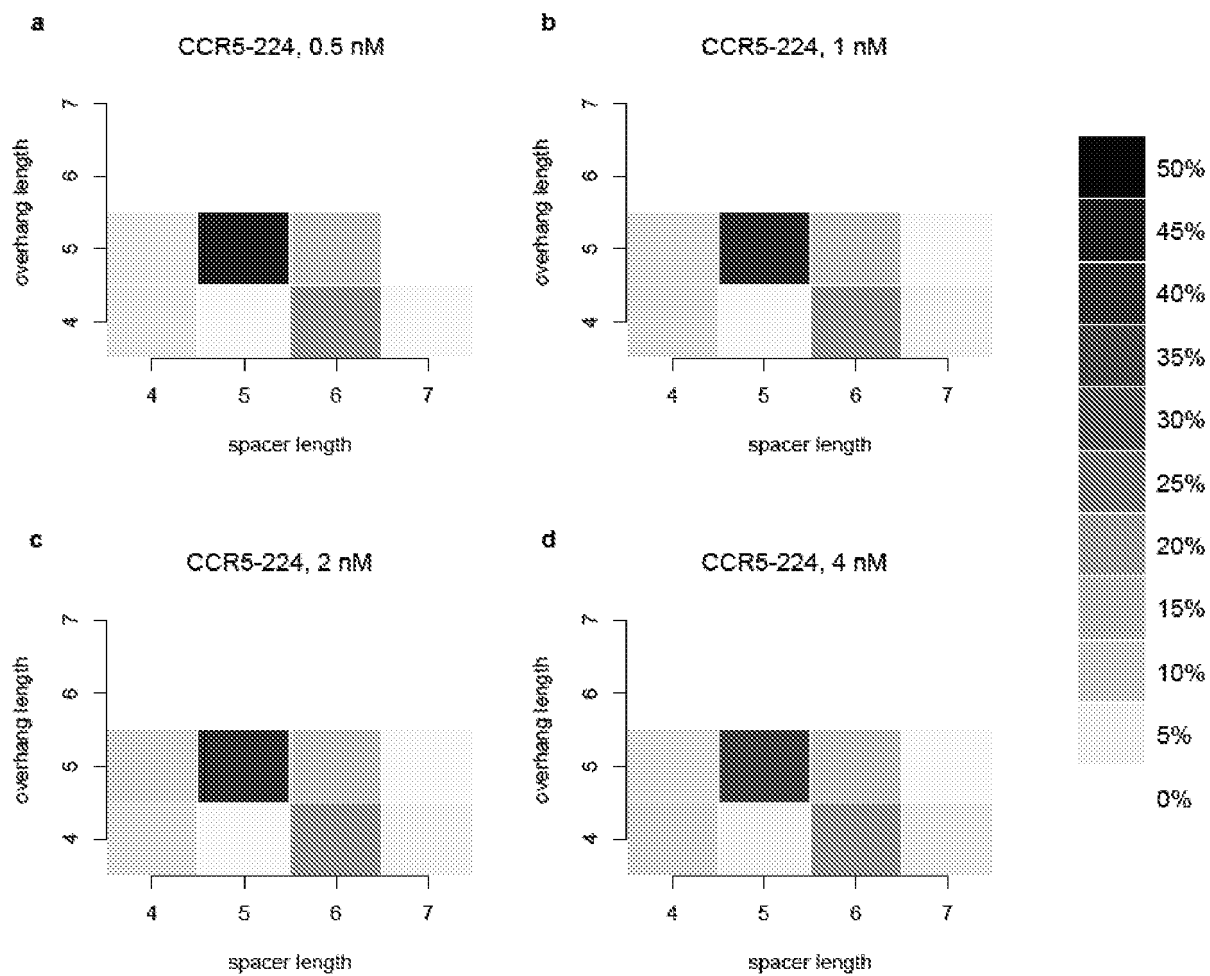 a
CCR5-224, 0.5 nM
overhang length
7
6
5
4
4 5 6 7
spacer length
b
CCR5-224, 1 nM
overhang length
7
6
5
4
4 5 6 7
spacer length
50%
45%
40%
35%
30%
25%
20%
15%
10%
5%
0%
c
CCR5-224, 2 nM
overhang length
7
6
5
4
4 5 6 7
spacer length
d
CCR5-224, 4 nM
overhang length
7
6
5
4
4 5 6 7
spacer length